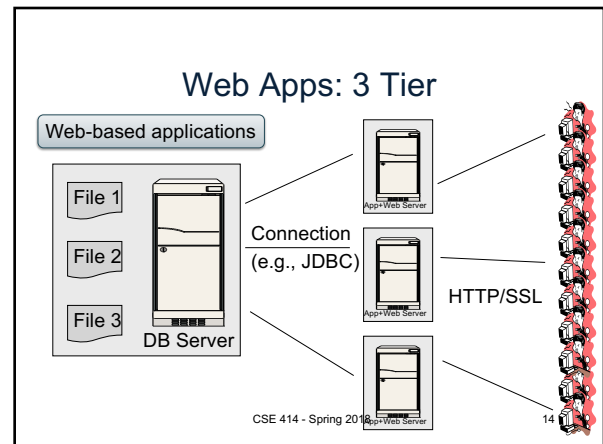 Web Apps: 3 Tier
Web-based applications
File 1
File 2
File 3
DB Server
Connection
(e.g., JDBC)
App+Web Server
App+Web Server
App+Web Server
HTTP/SSL
CSE 414 - Spring 2018
14